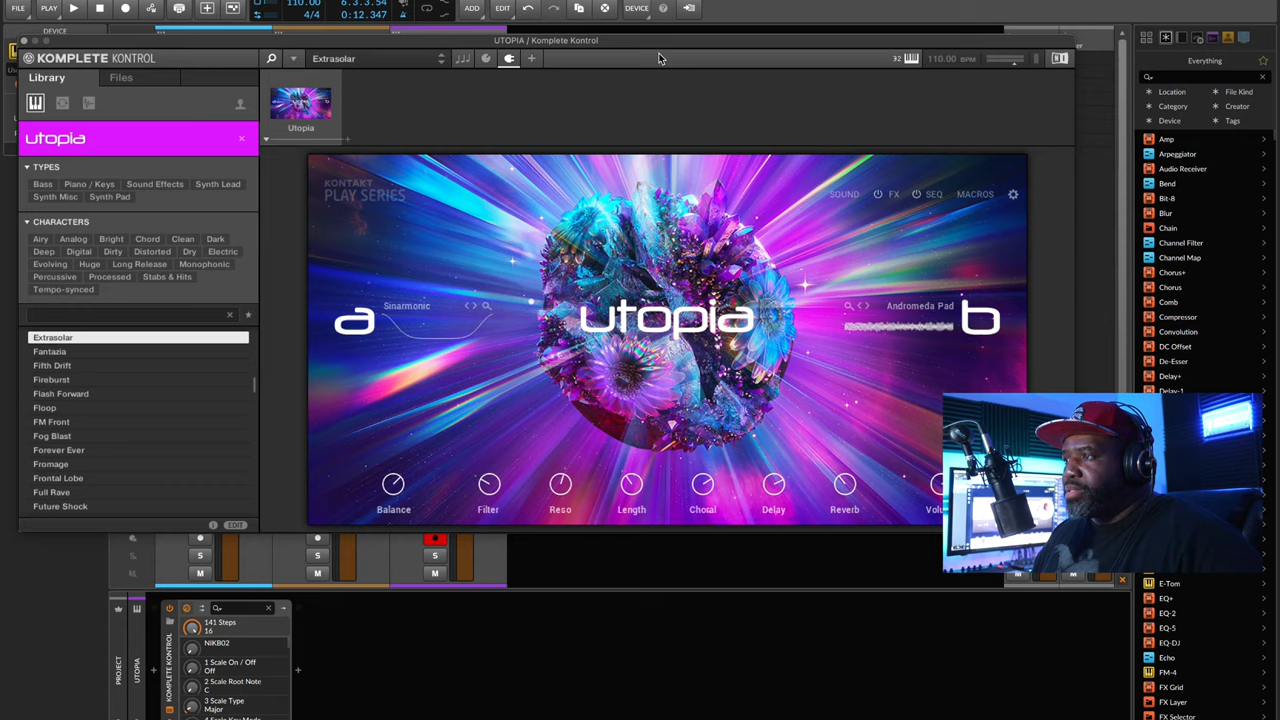 FILE
PLAY
110.00
4/4
6.3.3.54
0:12.347
ADD
EDIT
DEVICE
DEVICE
UTOPIA / Komplete Kontrol
KOMPLETE KONTROL
Extrasolar
32
110.00 BPM
Library
Files
Utopia
utopia
TYPES
Bass
Piano / Keys
Sound Effects
Synth Lead
Synth Misc
Synth Pad
CHARACTERS
Airy
Analog
Bright
Chord
Clean
Dark
Deep
Digital
Dirty
Distorted
Dry
Electric
Evolving
Huge
Long Release
Monophonic
Percussive
Processed
Stabs & Hits
Tempo-synced
Extrasolar
Fantazia
Fifth Drift
Fireburst
Flash Forward
Floop
FM Front
Fog Blast
Forever Ever
Fromage
Frontal Lobe
Full Rave
Future Shock
EDIT
KONTAKT
PLAY SERIES
SOUND
FX
SEQ
MACROS
a
Sinarmonic
utopia
Andromeda Pad
b
Balance
Filter
Reso
Length
Choral
Delay
Reverb
S
S
S
M
M
M
M
M
PROJECT
UTOPIA
KOMPLETE KONTROL
141 Steps
16
NIKB02
1 Scale On / Off
Off
2 Scale Root Note
C
3 Scale Type
Major
Everything
Location
File Kind
Category
Creator
Device
Tags
Amp
Arpeggiator
Audio Receiver
Bend
Bit-8
Blur
Chain
Channel Filter
Channel Map
Chorus+
Chorus
Comb
Compressor
Convolution
DC Offset
De-Esser
Delay+
Delay-1
E-Tom
EQ+
EQ-2
EQ-5
EQ-DJ
Echo
FM-4
FX Grid
FX Layer
FX Selector